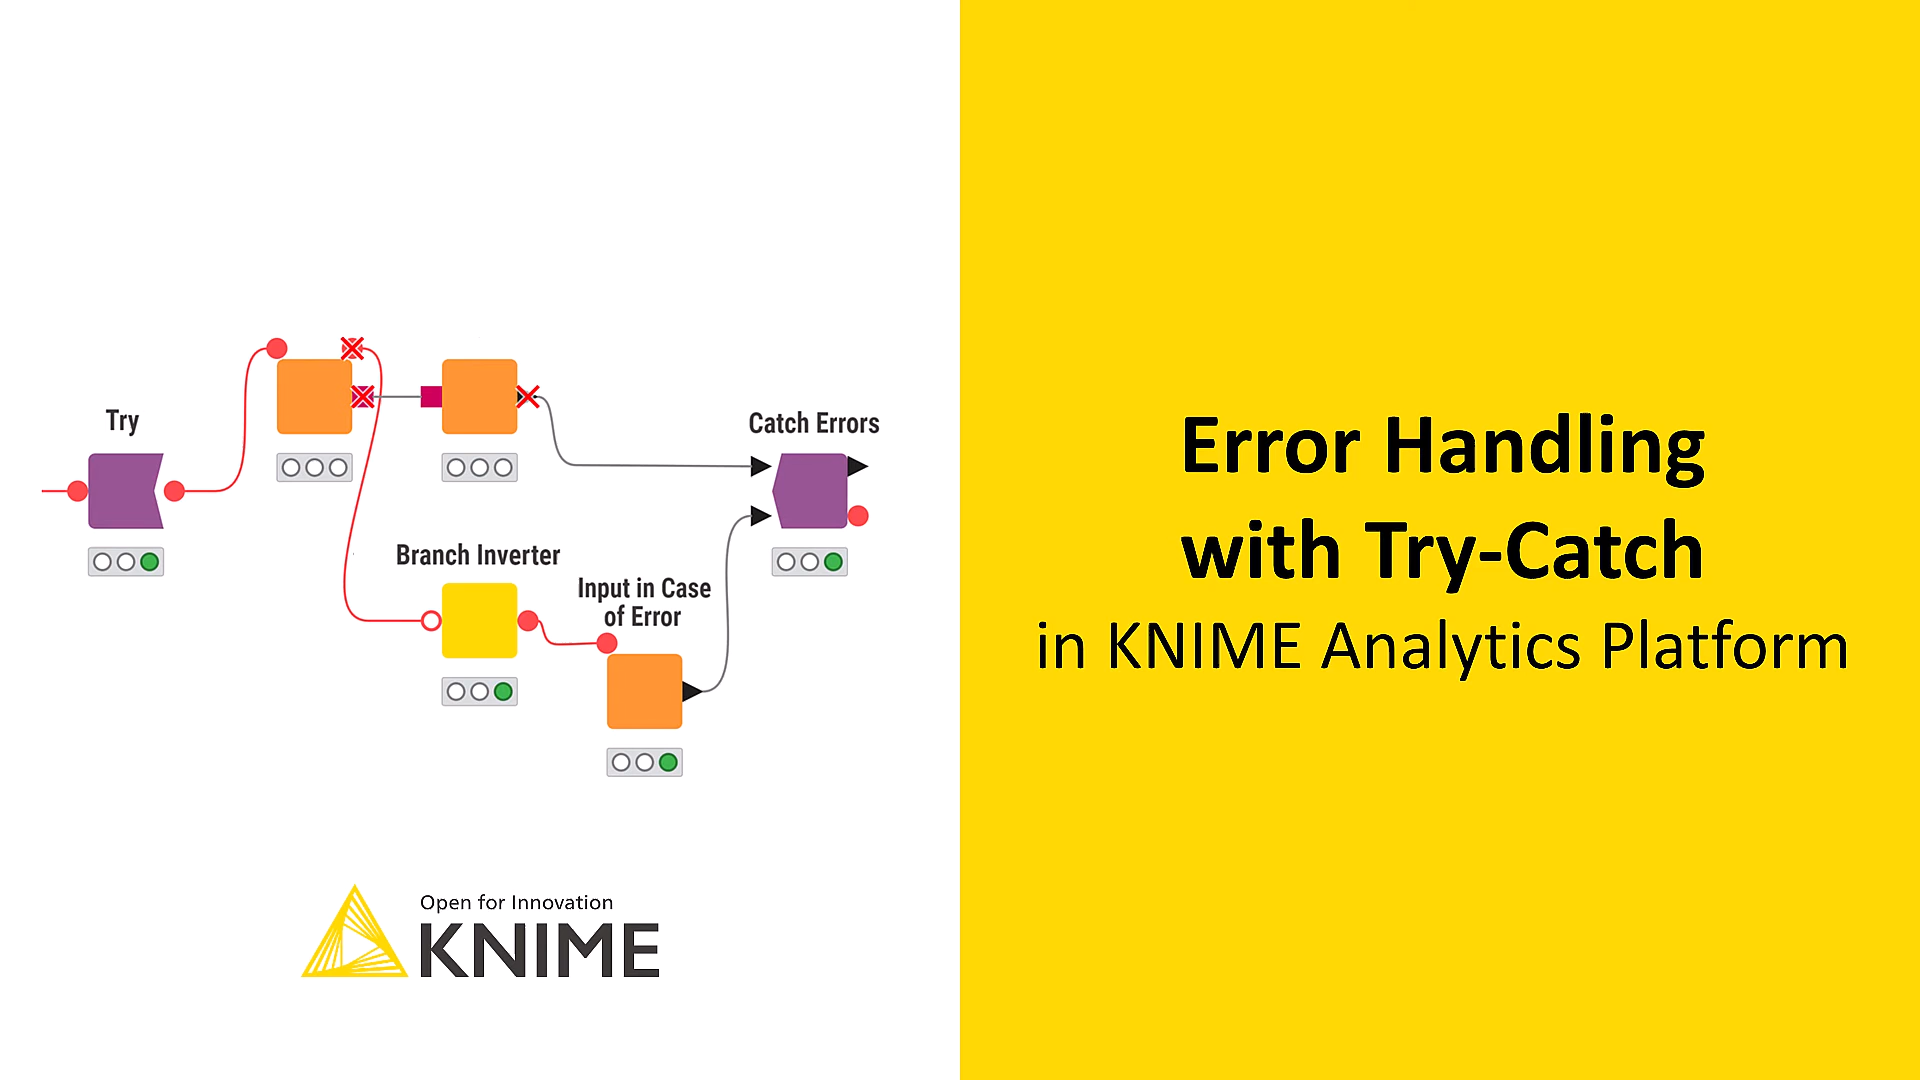 Try
Catch Errors
Branch Inverter
Input in Case
of Error
Open for Innovation
KNIME
Error Handling
with Try-Catch
in KNIME Analytics Platform